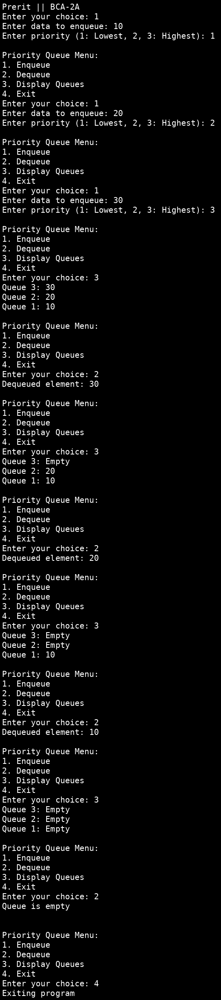 Prerit || BCA-2A
Enter your choice: 1
Enter data to enqueue: 10
Enter priority (1: Lowest, 2, 3: Highest): 1

Priority Queue Menu:
1. Enqueue
2. Dequeue
3. Display Queues
4. Exit
Enter your choice: 1
Enter data to enqueue: 20
Enter priority (1: Lowest, 2, 3: Highest): 2

Priority Queue Menu:
1. Enqueue
2. Dequeue
3. Display Queues
4. Exit
Enter your choice: 1
Enter data to enqueue: 30
Enter priority (1: Lowest, 2, 3: Highest): 3

Priority Queue Menu:
1. Enqueue
2. Dequeue
3. Display Queues
4. Exit
Enter your choice: 3
Queue 3: 30
Queue 2: 20
Queue 1: 10

Priority Queue Menu:
1. Enqueue
2. Dequeue
3. Display Queues
4. Exit
Enter your choice: 2
Dequeued element: 30

Priority Queue Menu:
1. Enqueue
2. Dequeue
3. Display Queues
4. Exit
Enter your choice: 3
Queue 3: Empty
Queue 2: 20
Queue 1: 10

Priority Queue Menu:
1. Enqueue
2. Dequeue
3. Display Queues
4. Exit
Enter your choice: 2
Dequeued element: 20

Priority Queue Menu:
1. Enqueue
2. Dequeue
3. Display Queues
4. Exit
Enter your choice: 3
Queue 3: Empty
Queue 2: Empty
Queue 1: 10

Priority Queue Menu:
1. Enqueue
2. Dequeue
3. Display Queues
4. Exit
Enter your choice: 2
Dequeued element: 10

Priority Queue Menu:
1. Enqueue
2. Dequeue
3. Display Queues
4. Exit
Enter your choice: 3
Queue 3: Empty
Queue 2: Empty
Queue 1: Empty

Priority Queue Menu:
1. Enqueue
2. Dequeue
3. Display Queues
4. Exit
Enter your choice: 2
Queue is empty


Priority Queue Menu:
1. Enqueue
2. Dequeue
3. Display Queues
4. Exit
Enter your choice: 4
Exiting program